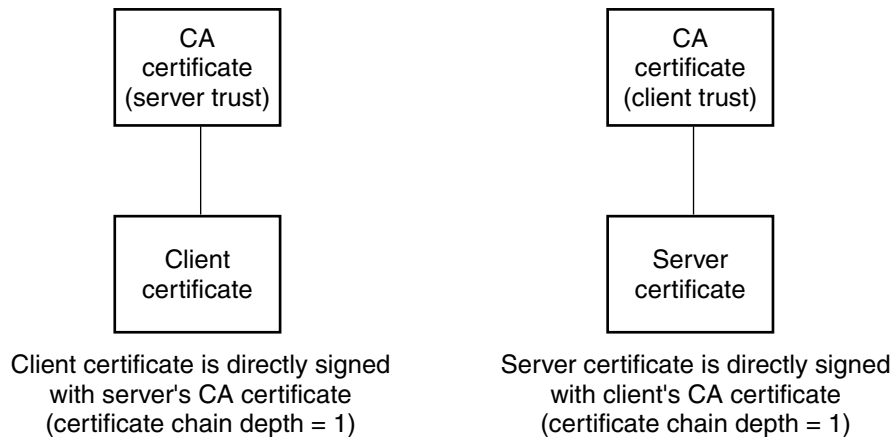 CA
certificate
(server trust)
Client
certificate
Client certificate is directly signed
with server's CA certificate
(certificate chain depth = 1)
CA
certificate
(client trust)
Server
certificate
Server certificate is directly signed
with client's CA certificate
(certificate chain depth = 1)